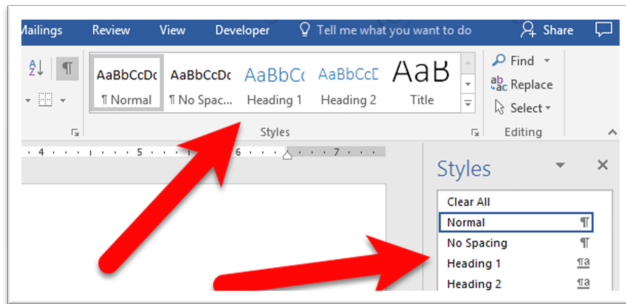 Mailings Review View Developer Tell me what you want to do Share
AaBbCcDc AaBbCcDc AaBbCc AaBbCcE AaB Find
¶ Normal ¶ No Spac... Heading 1 Heading 2 Title Replace
Select
Styles Editing
4 5 6 7
Styles
Clear All
Normal ¶
No Spacing ¶
Heading 1 ¶a
Heading 2 ¶a